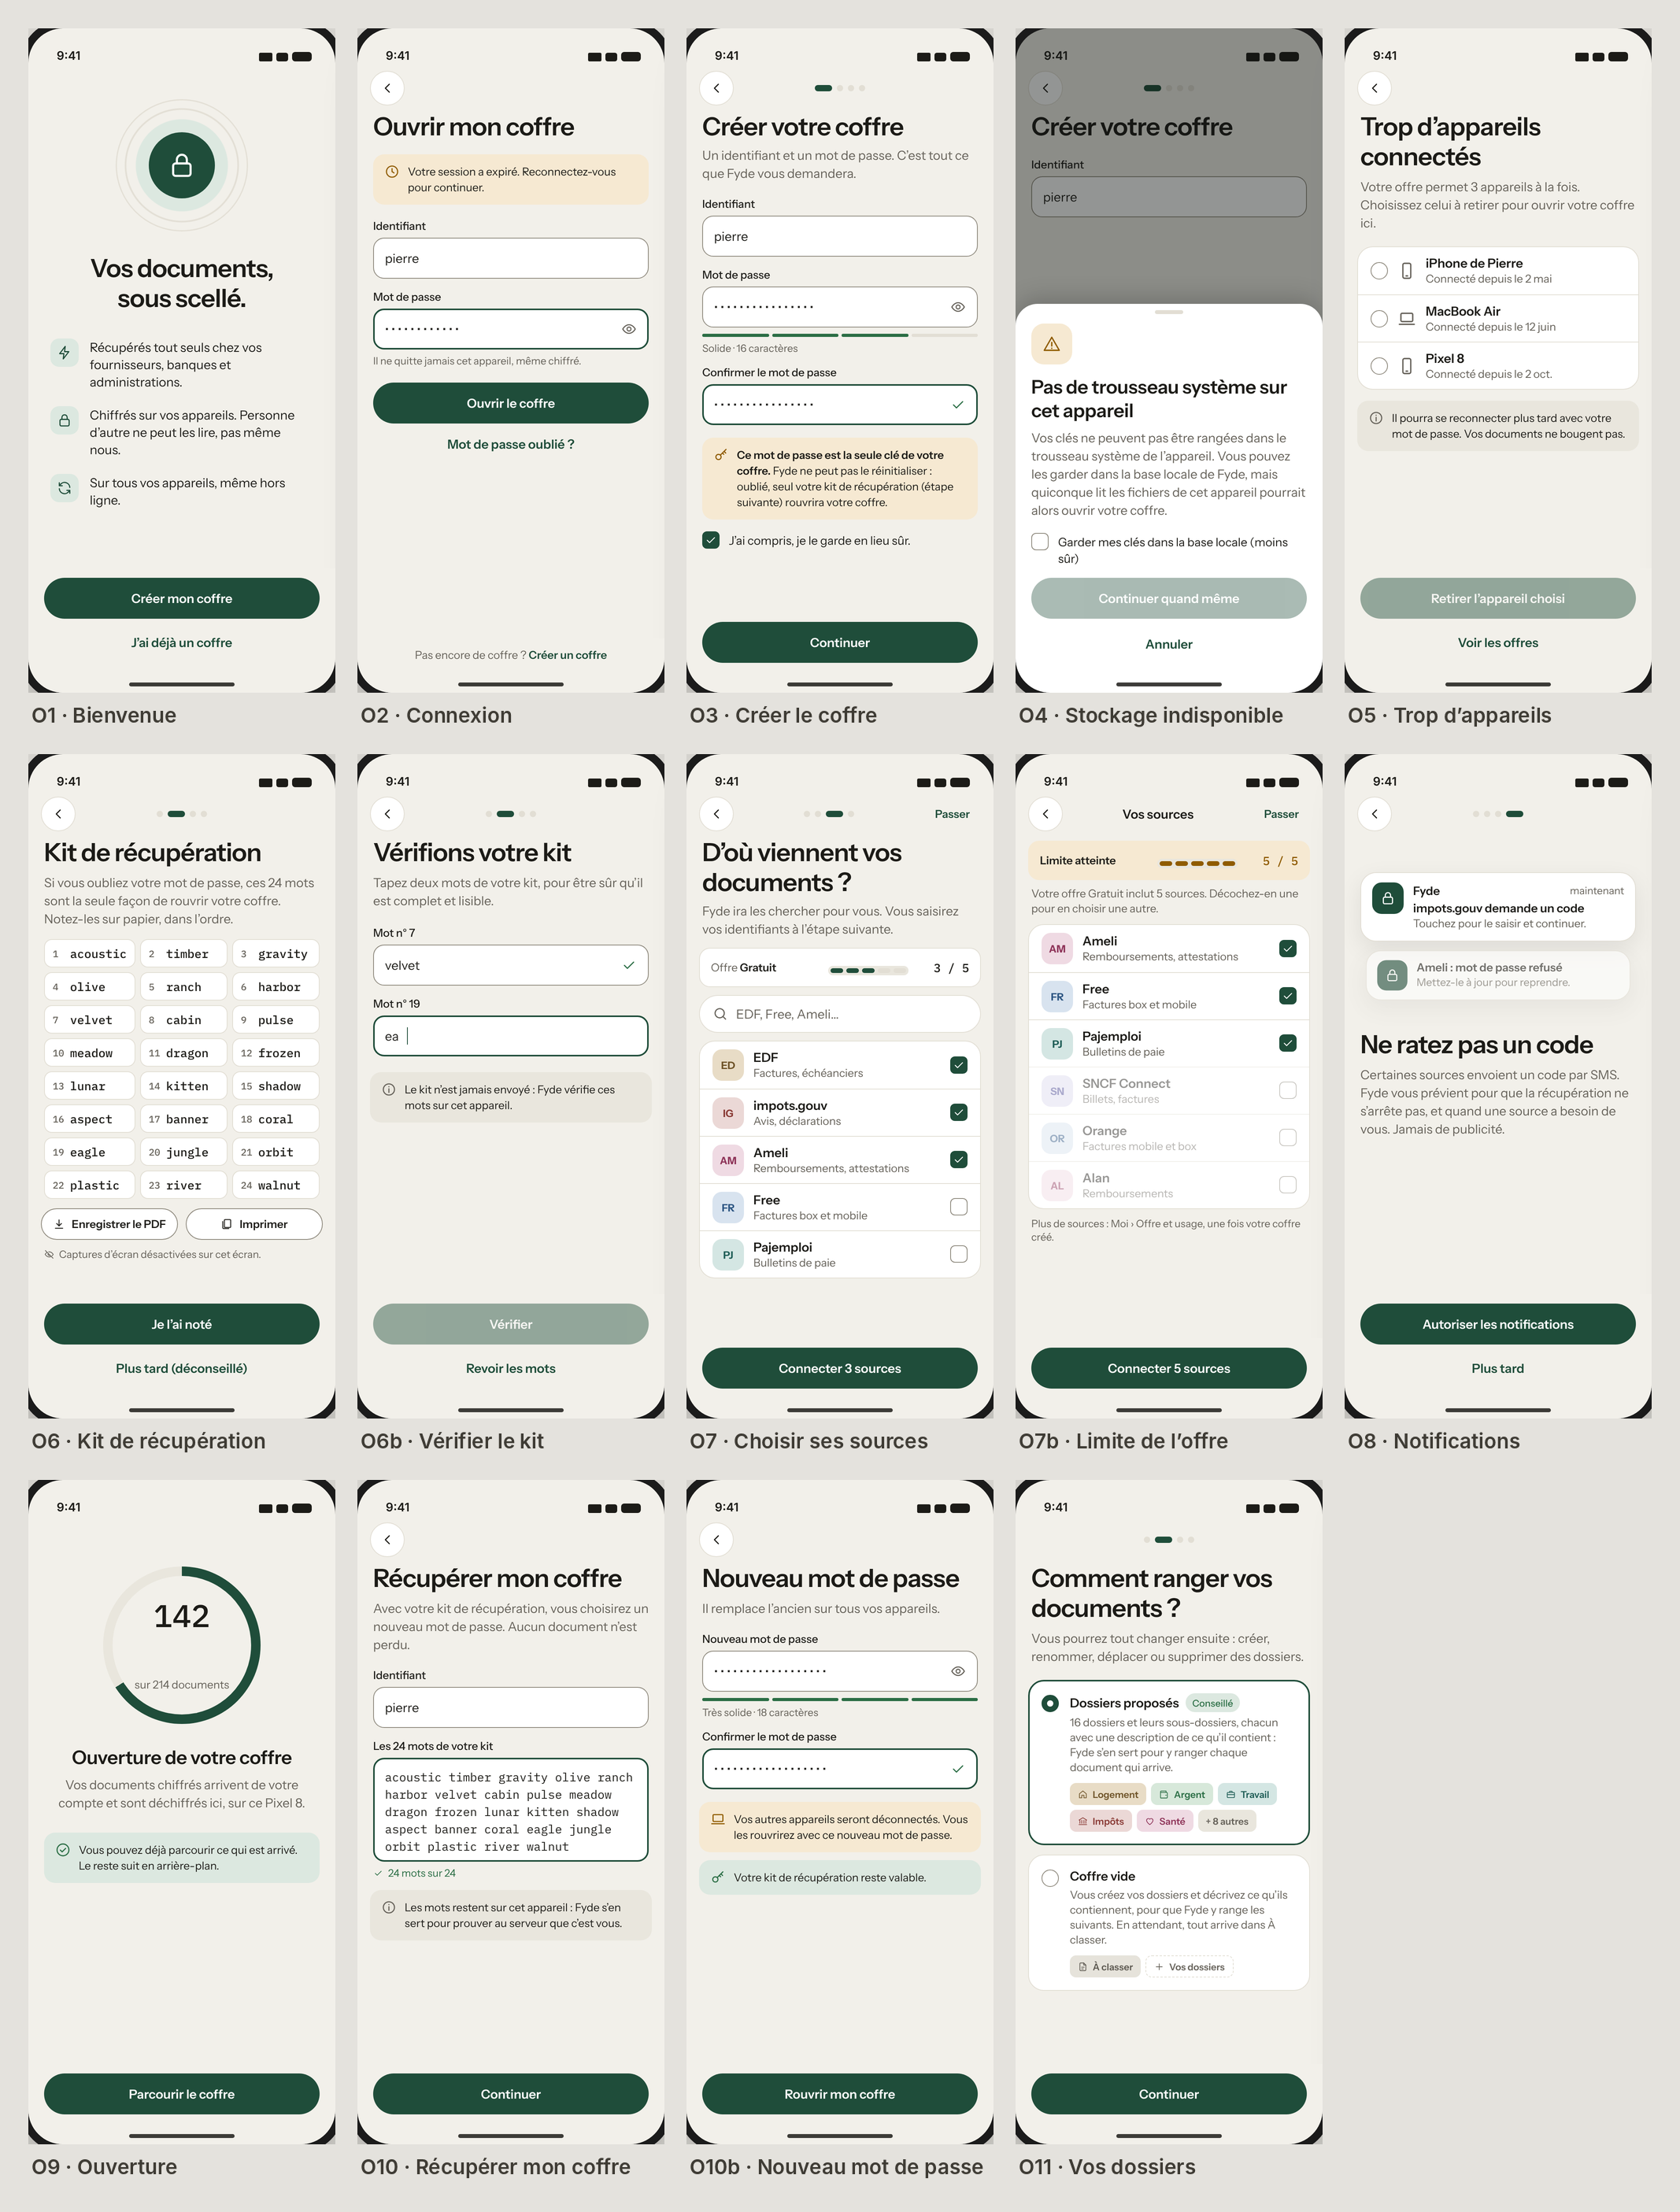 9:41
Vos documents,
sous scellé.
Récupérés tout seuls chez vos
fournisseurs, banques et
administrations.
Chiffrés sur vos appareils. Personne
d’autre ne peut les lire, pas même
nous.
Sur tous vos appareils, même hors
ligne.
Créer mon coffre
J’ai déjà un coffre
O1 · Bienvenue
9:41
Ouvrir mon coffre
Votre session a expiré. Reconnectez-vous
pour continuer.
Identifiant
pierre
Mot de passe
Il ne quitte jamais cet appareil, même chiffré.
Ouvrir le coffre
Mot de passe oublié ?
Pas encore de coffre ? Créer un coffre
O2 · Connexion
9:41
Créer votre coffre
Un identifiant et un mot de passe. C’est tout ce
que Fyde vous demandera.
Identifiant
pierre
Mot de passe
Solide · 16 caractères
Confirmer le mot de passe
Ce mot de passe est la seule clé de votre
coffre. Fyde ne peut pas le réinitialiser :
oublié, seul votre kit de récupération (étape
suivante) rouvrira votre coffre.
J’ai compris, je le garde en lieu sûr.
Continuer
O3 · Créer le coffre
9:41
Créer votre coffre
Identifiant
pierre
Pas de trousseau système sur
cet appareil
Vos clés ne peuvent pas être rangées dans le
trousseau système de l’appareil. Vous pouvez
les garder dans la base locale de Fyde, mais
quiconque lit les fichiers de cet appareil pourrait
alors ouvrir votre coffre.
Garder mes clés dans la base locale (moins
sûr)
Continuer quand même
Annuler
O4 · Stockage indisponible
9:41
Trop d’appareils
connectés
Votre offre permet 3 appareils à la fois.
Choisissez celui à retirer pour ouvrir votre coffre
ici.
iPhone de Pierre
Connecté depuis le 2 mai
MacBook Air
Connecté depuis le 12 juin
Pixel 8
Connecté depuis le 2 oct.
Il pourra se reconnecter plus tard avec votre
mot de passe. Vos documents ne bougent pas.
Retirer l’appareil choisi
Voir les offres
O5 · Trop d’appareils
9:41
Kit de récupération
Si vous oubliez votre mot de passe, ces 24 mots
sont la seule façon de rouvrir votre coffre.
Notez-les sur papier, dans l’ordre.
1 acoustic 2 timber 3 gravity
4 olive 5 ranch 6 harbor
7 velvet 8 cabin 9 pulse
10 meadow 11 dragon 12 frozen
13 lunar 14 kitten 15 shadow
16 aspect 17 banner 18 coral
19 eagle 20 jungle 21 orbit
22 plastic 23 river 24 walnut
Enregistrer le PDF Imprimer
Captures d’écran désactivées sur cet écran.
Je l’ai noté
Plus tard (déconseillé)
O6 · Kit de récupération
9:41
Vérifions votre kit
Tapez deux mots de votre kit, pour être sûr qu’il
est complet et lisible.
Mot n° 7
velvet
Mot n° 19
ea
Le kit n’est jamais envoyé : Fyde vérifie ces
mots sur cet appareil.
Vérifier
Revoir les mots
O6b · Vérifier le kit
9:41
Passer
D’où viennent vos
documents ?
Fyde ira les chercher pour vous. Vous saisirez
vos identifiants à l’étape suivante.
Offre Gratuit 3 / 5
EDF, Free, Ameli…
ED EDF
Factures, échéanciers
IG impots.gouv
Avis, déclarations
AM Ameli
Remboursements, attestations
FR Free
Factures box et mobile
PJ Pajemploi
Bulletins de paie
Connecter 3 sources
O7 · Choisir ses sources
9:41
Vos sources Passer
Limite atteinte 5 / 5
Votre offre Gratuit inclut 5 sources. Décochez-en une
pour en choisir une autre.
AM Ameli
Remboursements, attestations
FR Free
Factures box et mobile
PJ Pajemploi
Bulletins de paie
SN SNCF Connect
Billets, factures
OR Orange
Factures mobile et box
AL Alan
Remboursements
Plus de sources : Moi › Offre et usage, une fois votre coffre
créé.
Connecter 5 sources
O7b · Limite de l’offre
9:41
Fyde maintenant
impots.gouv demande un code
Touchez pour le saisir et continuer.
Ameli : mot de passe refusé
Mettez-le à jour pour reprendre.
Ne ratez pas un code
Certaines sources envoient un code par SMS.
Fyde vous prévient pour que la récupération ne
s’arrête pas, et quand une source a besoin de
vous. Jamais de publicité.
Autoriser les notifications
Plus tard
O8 · Notifications
9:41
142
sur 214 documents
Ouverture de votre coffre
Vos documents chiffrés arrivent de votre
compte et sont déchiffrés ici, sur ce Pixel 8.
Vous pouvez déjà parcourir ce qui est arrivé.
Le reste suit en arrière-plan.
Parcourir le coffre
O9 · Ouverture
9:41
Récupérer mon coffre
Avec votre kit de récupération, vous choisirez un
nouveau mot de passe. Aucun document n’est
perdu.
Identifiant
pierre
Les 24 mots de votre kit
acoustic timber gravity olive ranch
harbor velvet cabin pulse meadow
dragon frozen lunar kitten shadow
aspect banner coral eagle jungle
orbit plastic river walnut
24 mots sur 24
Les mots restent sur cet appareil : Fyde s’en
sert pour prouver au serveur que c’est vous.
Continuer
O10 · Récupérer mon coffre
9:41
Nouveau mot de passe
Il remplace l’ancien sur tous vos appareils.
Nouveau mot de passe
Très solide · 18 caractères
Confirmer le mot de passe
Vos autres appareils seront déconnectés. Vous
les rouvrirez avec ce nouveau mot de passe.
Votre kit de récupération reste valable.
Rouvrir mon coffre
O10b · Nouveau mot de passe
9:41
Comment ranger vos
documents ?
Vous pourrez tout changer ensuite : créer,
renommer, déplacer ou supprimer des dossiers.
Dossiers proposés Conseillé
16 dossiers et leurs sous-dossiers, chacun
avec une description de ce qu’il contient :
Fyde s’en sert pour y ranger chaque
document qui arrive.
Logement Argent Travail
Impôts Santé + 8 autres
Coffre vide
Vous créez vos dossiers et décrivez ce qu’ils
contiennent, pour que Fyde y range les
suivants. En attendant, tout arrive dans À
classer.
À classer + Vos dossiers
Continuer
O11 · Vos dossiers